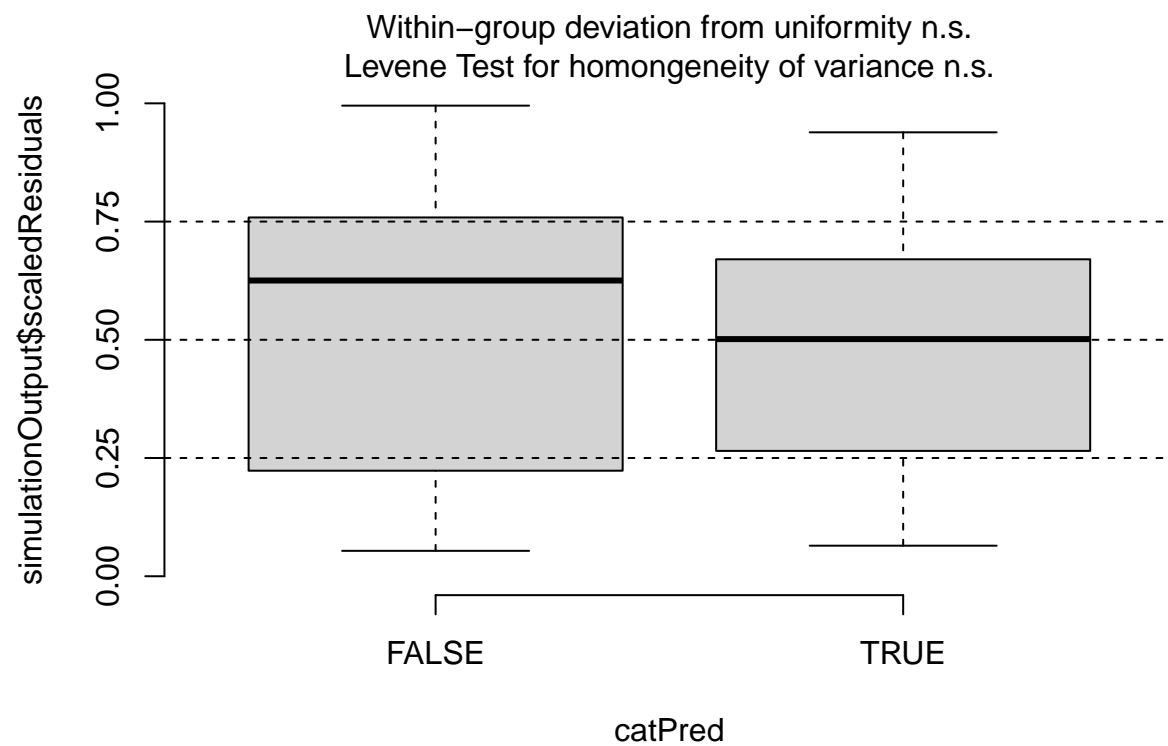 Within−group deviation from uniformity n.s.
Levene Test for homongeneity of variance n.s.
simulationOutput$scaledResiduals
1.00
0.75
0.50
0.25
0.00
FALSE
TRUE
catPred